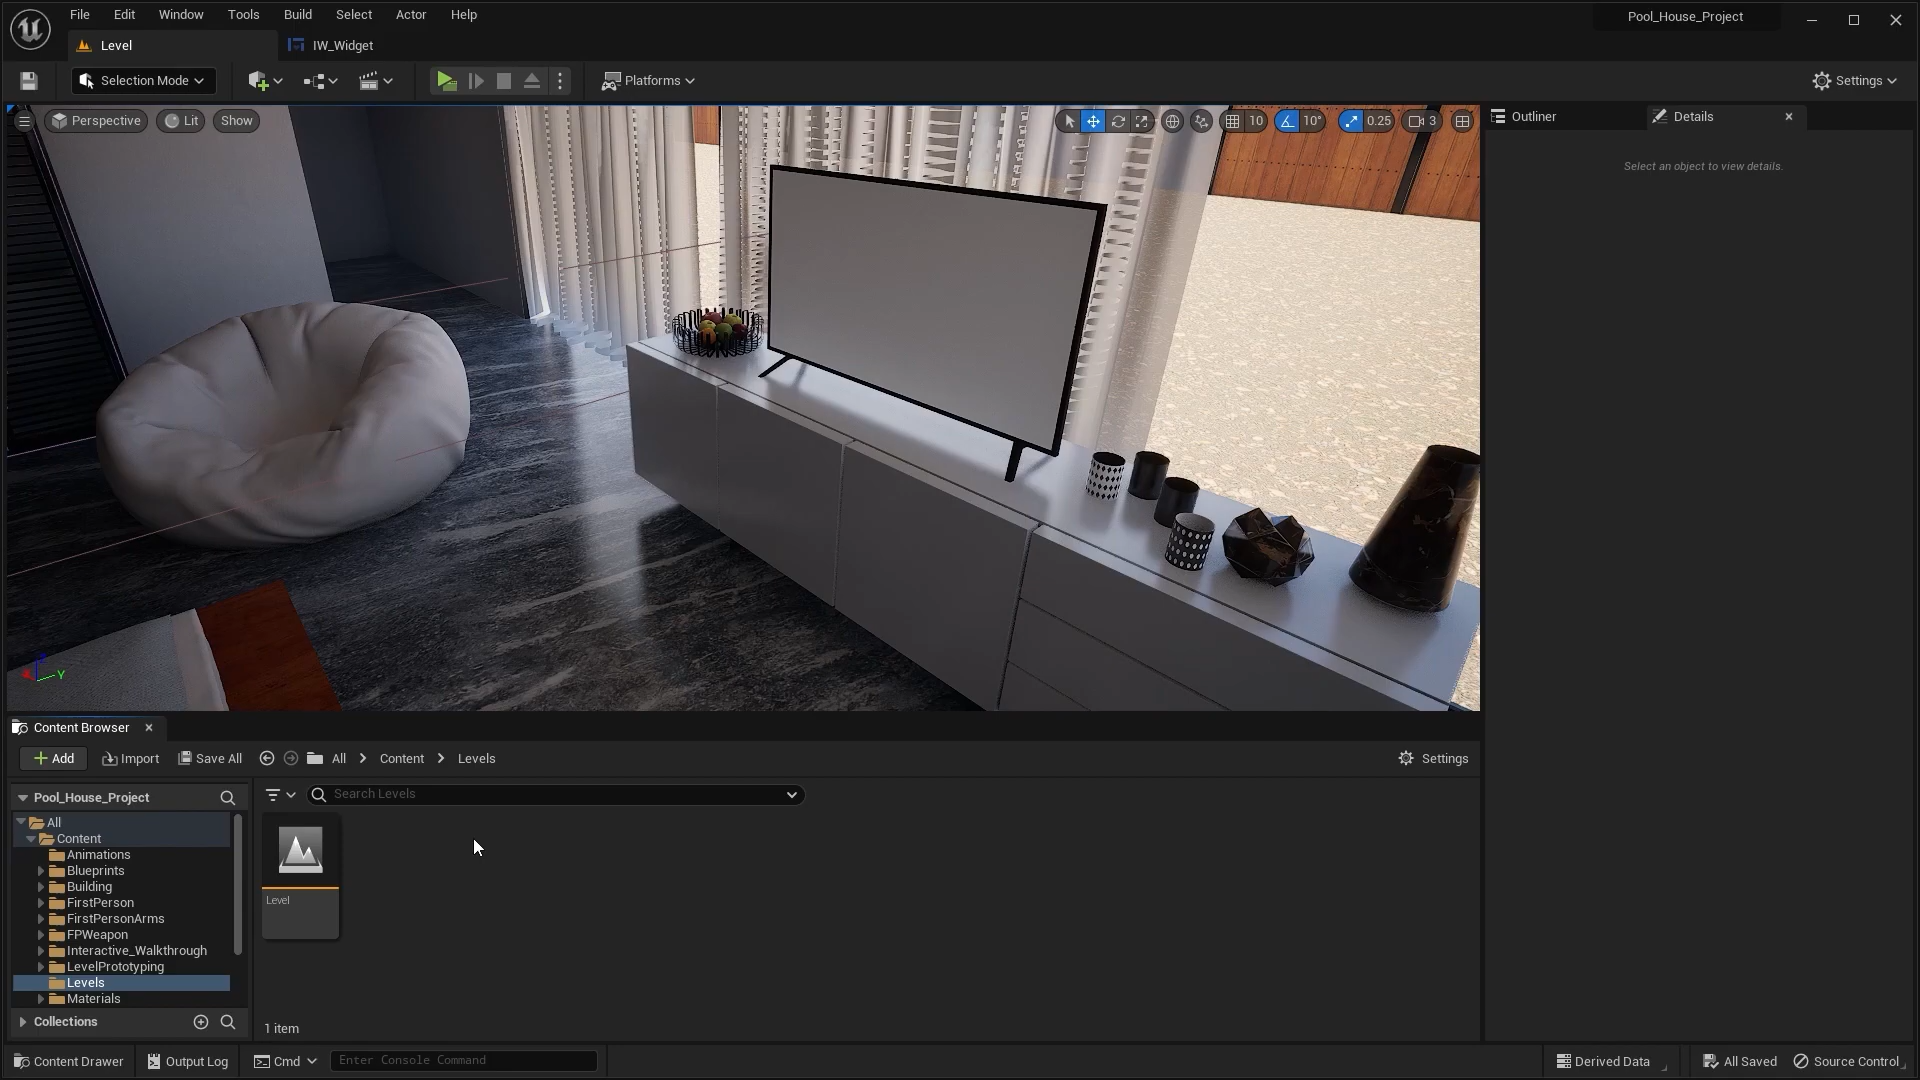 File Edit Window Tools Build Select Actor Help
Pool_House_Project
Level
IW_Widget
Selection Mode
Platforms
Settings
Perspective
Lit
Show
10
10°
0.25
3
Outliner
Details
Select an object to view details.
Y
Content Browser
Add
Import
Save All
All
Content
Levels
Settings
Pool_House_Project
Search Levels
All
Content
Animations
Blueprints
Building
FirstPerson
FirstPersonArms
FPWeapon
Interactive_Walkthrough
LevelPrototyping
Levels
Materials
Level
Collections
1 item
Content Drawer
Output Log
Cmd
Enter Console Command
Derived Data
All Saved
Source Control